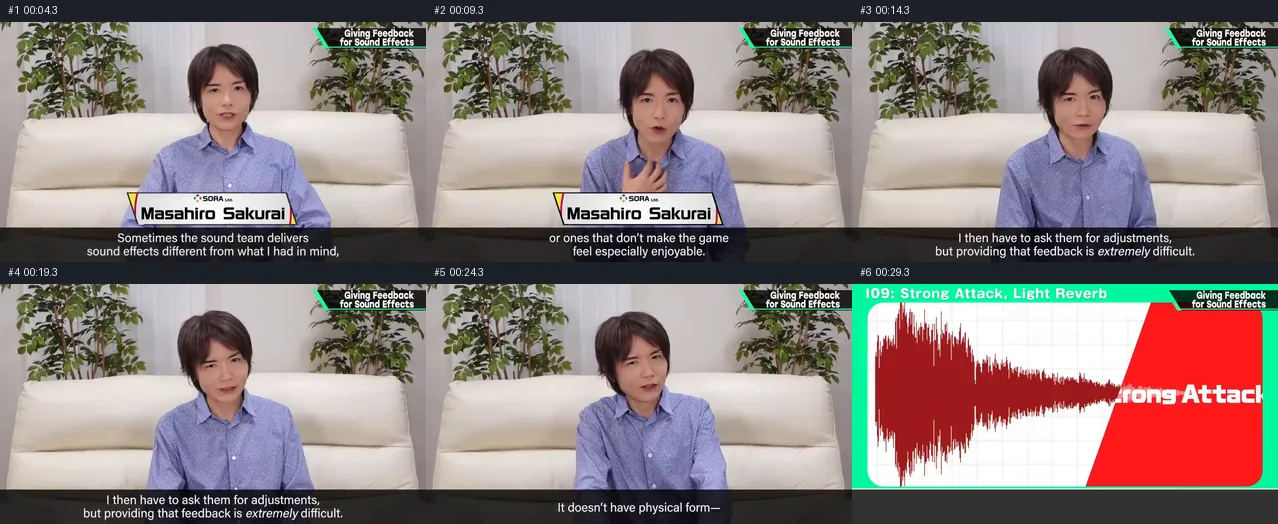 #1 00:04.3
Giving Feedback
for Sound Effects
SORA LTD.
Masahiro Sakurai
Sometimes the sound team delivers
sound effects different from what I had in mind,
#2 00:09.3
Giving Feedback
for Sound Effects
SORA LTD.
Masahiro Sakurai
or ones that don't make the game
feel especially enjoyable.
#3 00:14.3
Giving Feedback
for Sound Effects
I then have to ask them for adjustments,
but providing that feedback is extremely difficult.
#4 00:19.3
Giving Feedback
for Sound Effects
I then have to ask them for adjustments,
but providing that feedback is extremely difficult.
#5 00:24.3
Giving Feedback
for Sound Effects
It doesn't have physical form—
#6 00:29.3
109: Strong Attack, Light Reverb
Giving Feedback
for Sound Effects
trong Attack